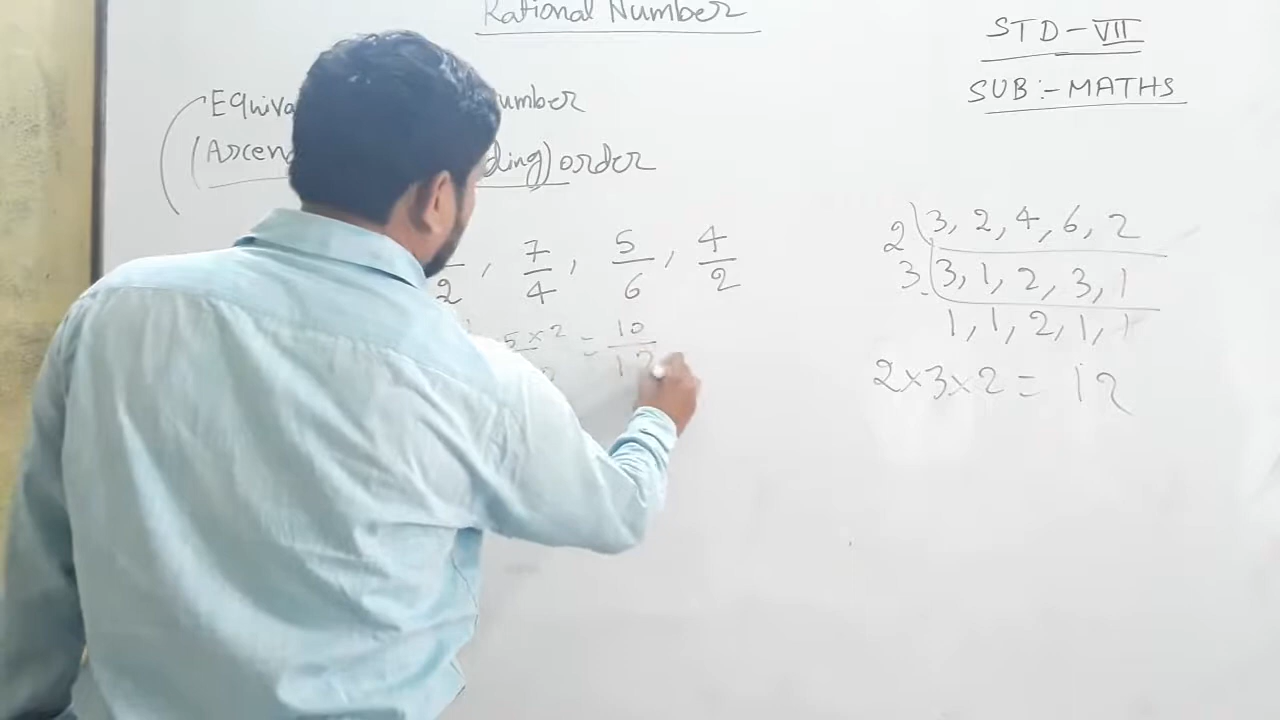 Rational Number
STD-VII
SUB:- MATHS
Equiva umber
(Ascen ding) order
2, 7/4, 5/6, 4/2
5×2 = 10/12
2 3, 2, 4, 6, 2
3 3, 1, 2, 3, 1
1, 1, 2, 1, 1
2×3×2 = 12